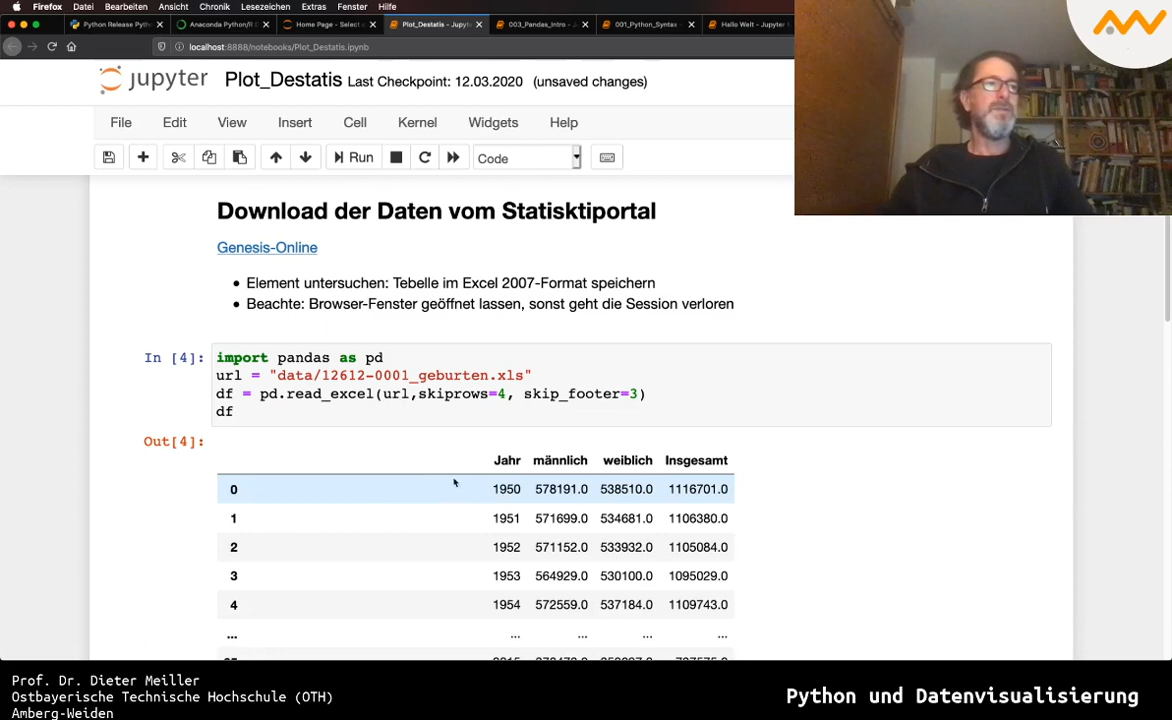 Firefox Datei Bearbeiten Ansicht Chronik Lesezeichen Extras Fenster Hilfe
Python Release Pyth
Anaconda Python/R D
Home Page - Select o
Plot_Destatis - Jupyte
003_Pandas_Intro - J
001_Python_Syntax -
Hallo Welt - Jupyter
localhost:8888/notebooks/Plot_Destatis.ipynb
jupyter Plot_Destatis Last Checkpoint: 12.03.2020 (unsaved changes)
File Edit View Insert Cell Kernel Widgets Help
Run Code
Download der Daten vom Statisktiportal
Genesis-Online
• Element untersuchen: Tebelle im Excel 2007-Format speichern
• Beachte: Browser-Fenster geöffnet lassen, sonst geht die Session verloren
In [4]: import pandas as pd
url = "data/12612-0001_geburten.xls"
df = pd.read_excel(url,skiprows=4, skip_footer=3)
df
Out[4]:
Jahr männlich weiblich Insgesamt
0 1950 578191.0 538510.0 1116701.0
1 1951 571699.0 534681.0 1106380.0
2 1952 571152.0 533932.0 1105084.0
3 1953 564929.0 530100.0 1095029.0
4 1954 572559.0 537184.0 1109743.0
... ... ... ... ...
Prof. Dr. Dieter Meiller
Ostbayerische Technische Hochschule (OTH)
Amberg-Weiden
Python und Datenvisualisierung